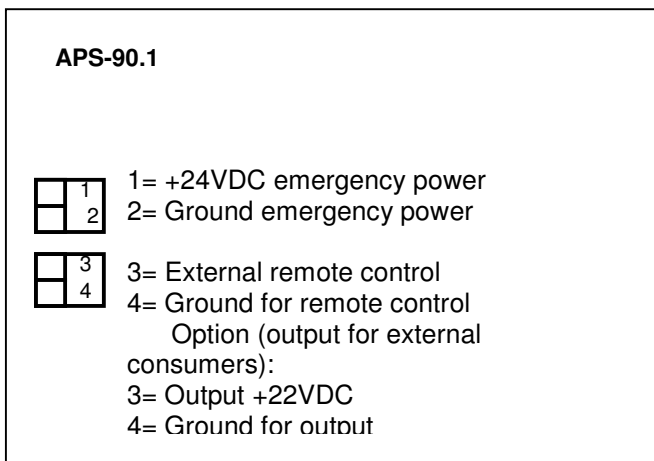 APS-90.1
1 1= +24VDC emergency power
2 2= Ground emergency power
3 3= External remote control
4 4= Ground for remote control
Option (output for external
consumers):
3= Output +22VDC
4= Ground for output